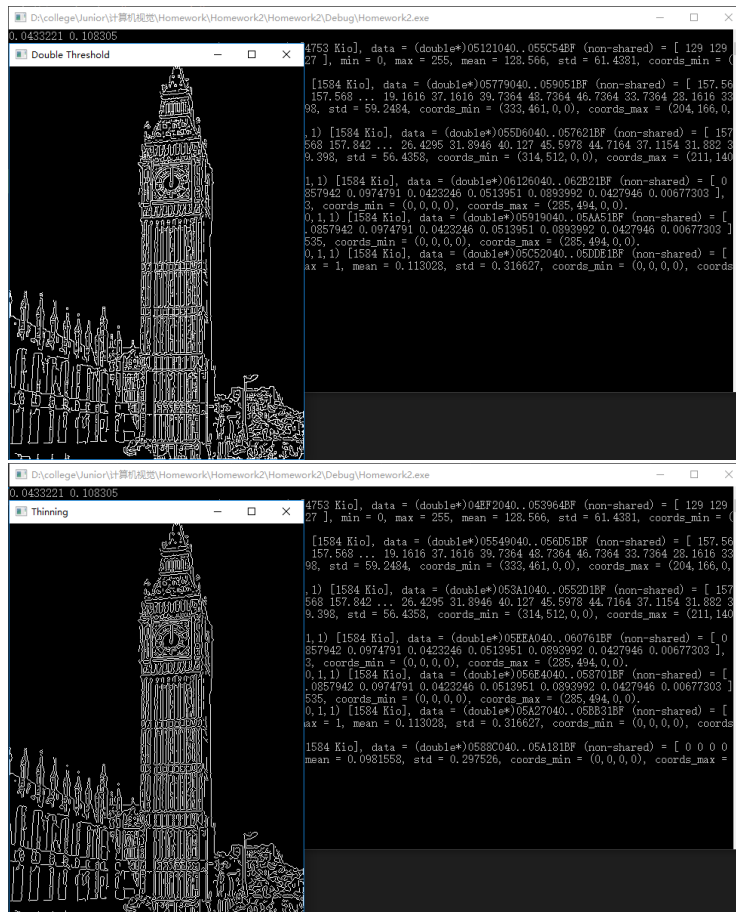 D:\college\Junior\计算机视觉\Homework\Homework2\Homework2\Debug\Homework2.exe
0.0433221 0.108305
Double Threshold
4753 Kio], data = (double*)05121040..055C54BF (non-shared) = [ 129 129
27 ], min = 0, max = 255, mean = 128.566, std = 61.4381, coords_min = (
[1584 Kio], data = (double*)05779040..059051BF (non-shared) = [ 157.56
157.568 ... 19.1616 37.1616 39.7364 48.7364 46.7364 33.7364 28.1616 33
98, std = 59.2484, coords_min = (333,461,0,0), coords_max = (204,166,0,
,1) [1584 Kio], data = (double*)055D6040..057621BF (non-shared) = [ 157
568 157.842 ... 26.4295 31.8946 40.127 45.5978 44.7164 37.1154 31.882 3
9.398, std = 56.4358, coords_min = (314,512,0,0), coords_max = (211,140
1,1) [1584 Kio], data = (double*)06126040..062B21BF (non-shared) = [ 0
857942 0.0974791 0.0423246 0.0513951 0.0893992 0.0427946 0.00677303 ],
3, coords_min = (0,0,0,0), coords_max = (285,494,0,0).
0,1,1) [1584 Kio], data = (double*)05919040..05AA51BF (non-shared) = [
.0857942 0.0974791 0.0423246 0.0513951 0.0893992 0.0427946 0.00677303 ]
535, coords_min = (0,0,0,0), coords_max = (285,494,0,0).
0,1,1) [1584 Kio], data = (double*)05C52040..05DDE1BF (non-shared) = [
ax = 1, mean = 0.113028, std = 0.316627, coords_min = (0,0,0,0), coords
D:\college\Junior\计算机视觉\Homework\Homework2\Homework2\Debug\Homework2.exe
0.0433221 0.108305
Thinning
4753 Kio], data = (double*)04EF2040..053964BF (non-shared) = [ 129 129
27 ], min = 0, max = 255, mean = 128.566, std = 61.4381, coords_min = (
[1584 Kio], data = (double*)05549040..056D51BF (non-shared) = [ 157.56
157.568 ... 19.1616 37.1616 39.7364 48.7364 46.7364 33.7364 28.1616 33
98, std = 59.2484, coords_min = (333,461,0,0), coords_max = (204,166,0,
,1) [1584 Kio], data = (double*)053A1040..0552D1BF (non-shared) = [ 157
568 157.842 ... 26.4295 31.8946 40.127 45.5978 44.7164 37.1154 31.882 3
9.398, std = 56.4358, coords_min = (314,512,0,0), coords_max = (211,140
1,1) [1584 Kio], data = (double*)05EEA040..060761BF (non-shared) = [ 0
857942 0.0974791 0.0423246 0.0513951 0.0893992 0.0427946 0.00677303 ],
3, coords_min = (0,0,0,0), coords_max = (285,494,0,0).
0,1,1) [1584 Kio], data = (double*)056E4040..058701BF (non-shared) = [
.0857942 0.0974791 0.0423246 0.0513951 0.0893992 0.0427946 0.00677303 ]
535, coords_min = (0,0,0,0), coords_max = (285,494,0,0).
0,1,1) [1584 Kio], data = (double*)05A27040..05BB31BF (non-shared) = [
ax = 1, mean = 0.113028, std = 0.316627, coords_min = (0,0,0,0), coords
1584 Kio], data = (double*)0588C040..05A181BF (non-shared) = [ 0 0 0 0
mean = 0.0981558, std = 0.297526, coords_min = (0,0,0,0), coords_max =